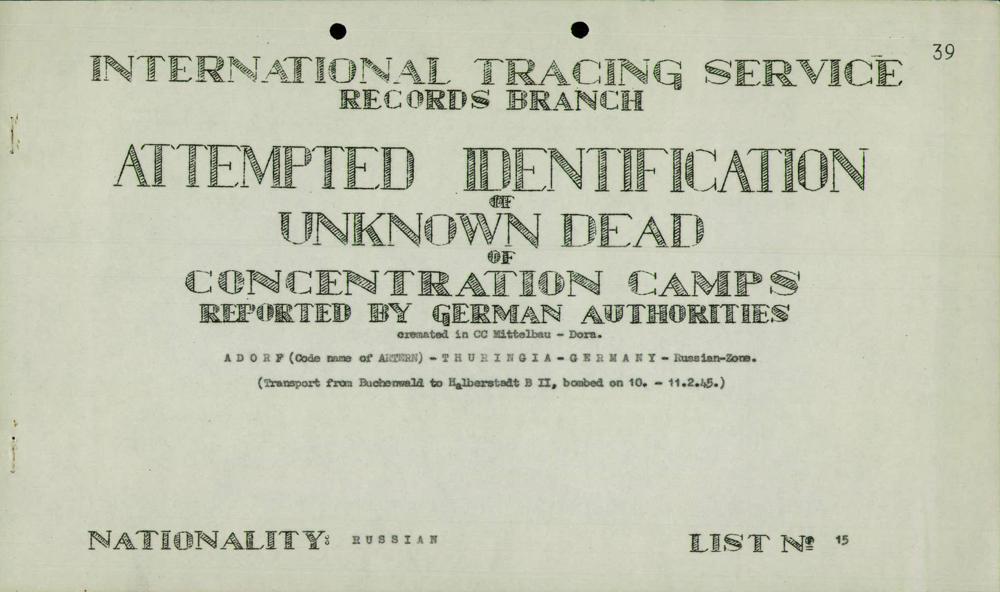 39
INTERNATIONAL TRACING SERVICE
RECORDS BRANCH
ATTEMPTED IDENTIFICATION
OF
UNKNOWN DEAD
OF
CONCENTRATION CAMPS
REPORTED BY GERMAN AUTHORITIES
cremated in CC Mittelbau - Dora.
A D O R F (Code name of ARTERN) - T H U R I N G I A - G E R M A N Y - Russian-Zone.
(Transport from Buchenwald to Halberstadt B II, bombed on 10. - 11.2.45.)
NATIONALITY: R U S S I A N
LIST Nº 15